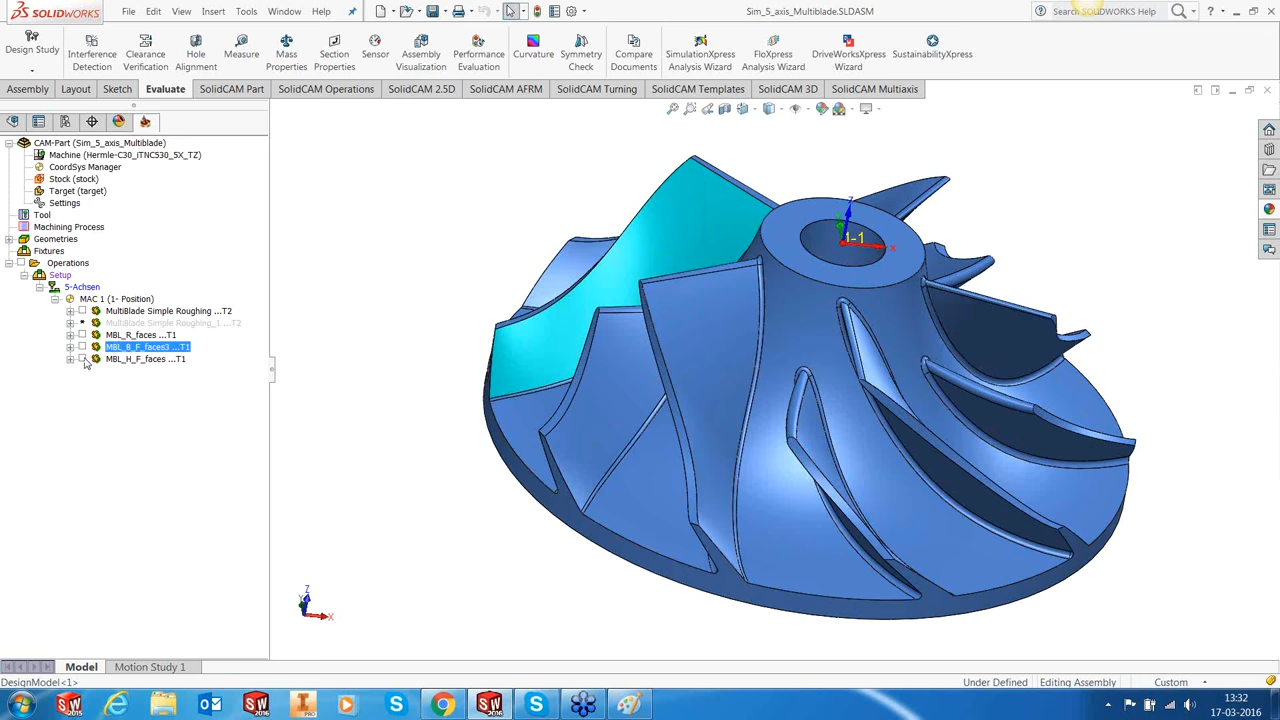 SOLIDWORKS
File Edit View Insert Tools Window Help
Sim_5_axis_Multiblade.SLDASM
Search SOLIDWORKS Help
Design Study
Interference Detection
Clearance Verification
Hole Alignment
Measure
Mass Properties
Section Properties
Sensor
Assembly Visualization
Performance Evaluation
Curvature
Symmetry Check
Compare Documents
SimulationXpress Analysis Wizard
FloXpress Analysis Wizard
DriveWorksXpress Wizard
SustainabilityXpress
Assembly Layout Sketch Evaluate SolidCAM Part SolidCAM Operations SolidCAM 2.5D SolidCAM AFRM SolidCAM Turning SolidCAM Templates SolidCAM 3D SolidCAM Multiaxis
CAM-Part (Sim_5_axis_Multiblade)
Machine (Hermle-C30_iTNC530_5X_TZ)
CoordSys Manager
Stock (stock)
Target (target)
Settings
Tool
Machining Process
Geometries
Fixtures
Operations
Setup
5-Achsen
MAC 1 (1- Position)
MultiBlade Simple Roughing ...T2
MultiBlade Simple Roughing_1 ...T2
MBL_R_faces ...T1
MBL_B_F_faces3 ...T1
MBL_H_F_faces ...T1
Z
1-1
X
Z
X
Model Motion Study 1
DesignModel<1>
Under Defined Editing Assembly Custom
13:32
17-03-2016